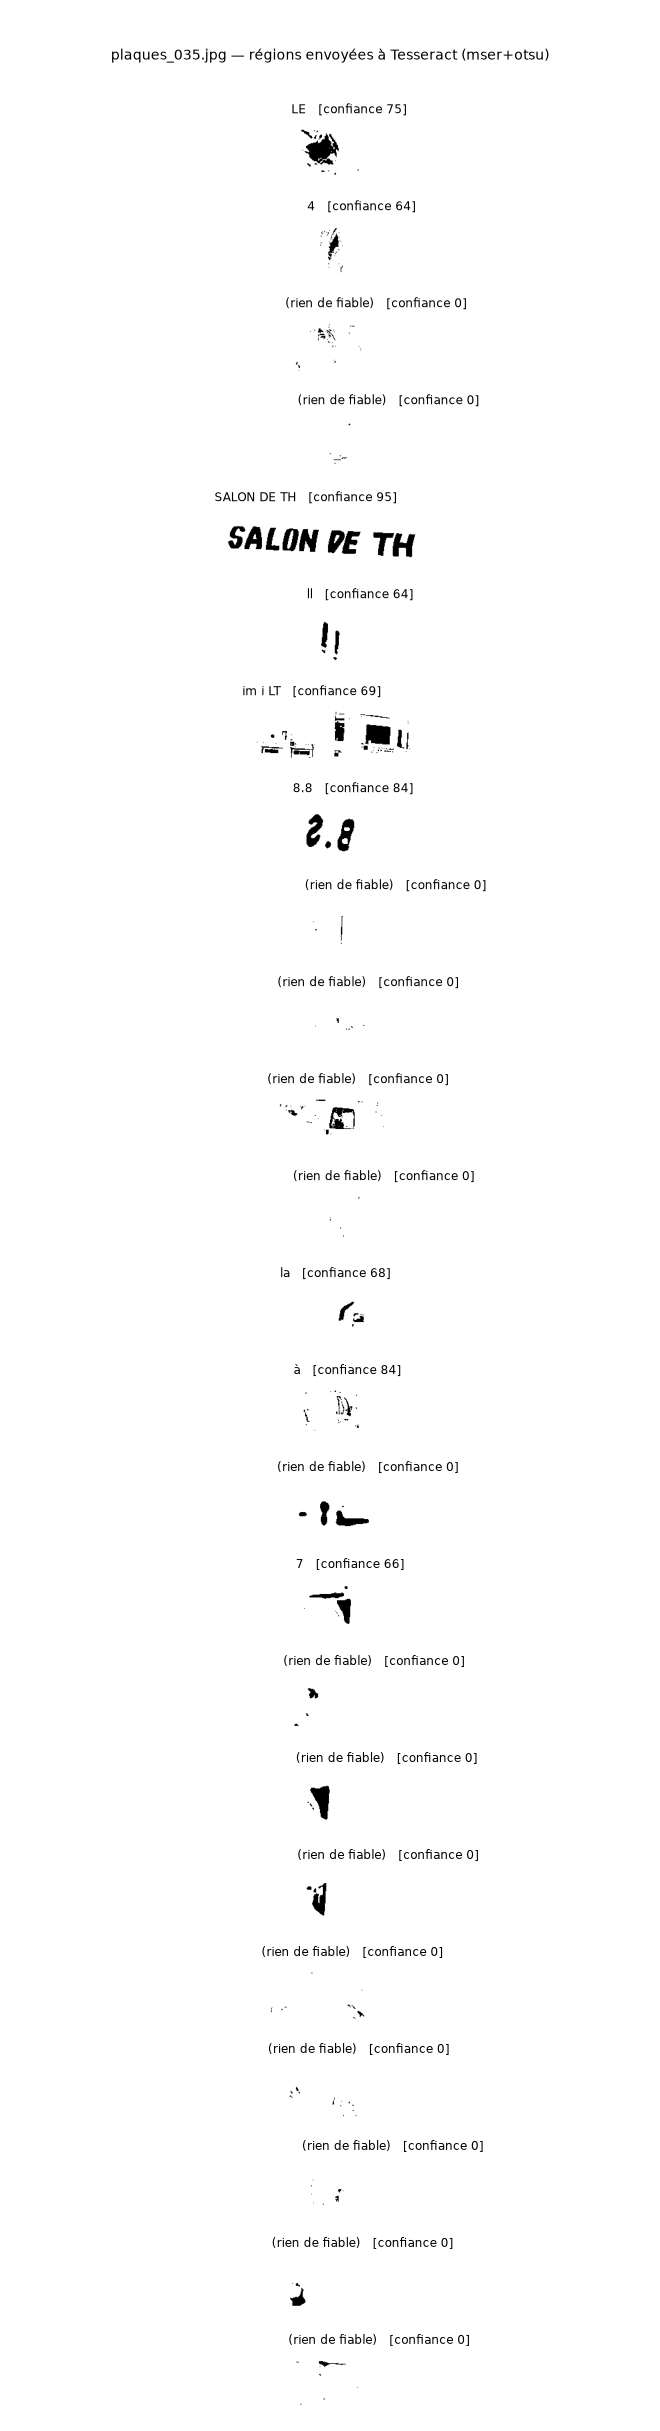 plaques_035.jpg — régions envoyées à Tesseract (mser+otsu)
LE [confiance 75]
4 [confiance 64]
(rien de fiable) [confiance 0]
(rien de fiable) [confiance 0]
SALON DE TH [confiance 95]
SALON DE TH
ll [confiance 64]
!!
im i LT [confiance 69]
8.8 [confiance 84]
2.8
(rien de fiable) [confiance 0]
(rien de fiable) [confiance 0]
(rien de fiable) [confiance 0]
(rien de fiable) [confiance 0]
la [confiance 68]
à [confiance 84]
(rien de fiable) [confiance 0]
7 [confiance 66]
(rien de fiable) [confiance 0]
(rien de fiable) [confiance 0]
(rien de fiable) [confiance 0]
(rien de fiable) [confiance 0]
(rien de fiable) [confiance 0]
(rien de fiable) [confiance 0]
(rien de fiable) [confiance 0]
(rien de fiable) [confiance 0]